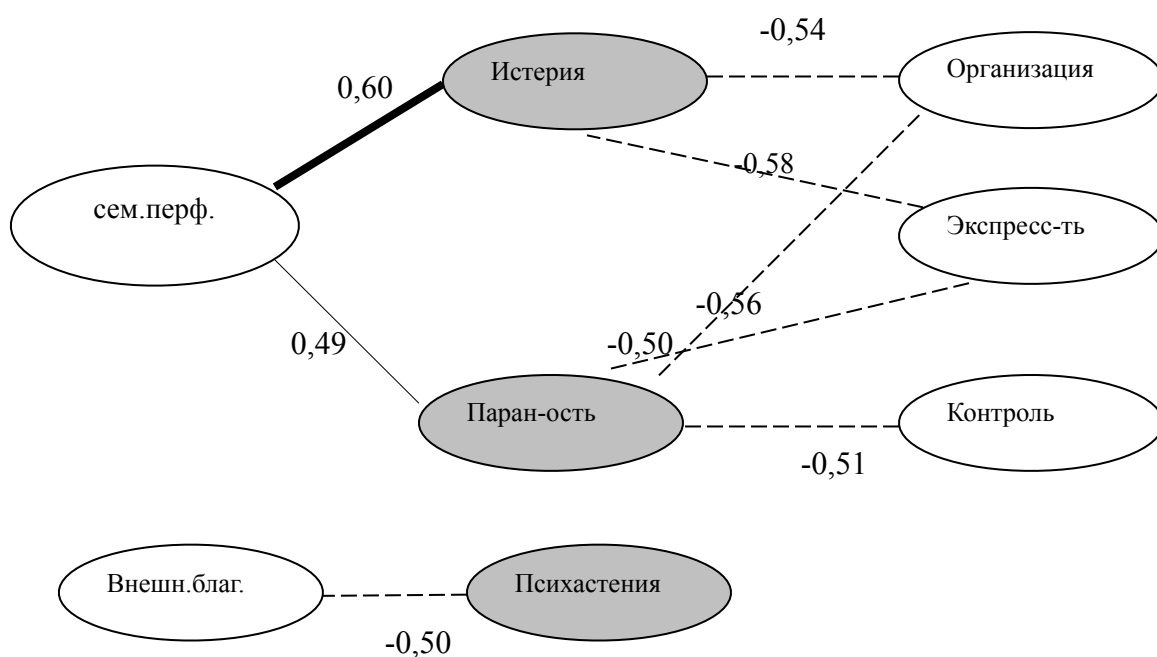 -0,54
Истерия
Организация
0,60
-0,58
сем.перф.
Экспресс-ть
-0,56
0,49
-0,50
Паран-ость
Контроль
-0,51
Внешн.благ.
Психастения
-0,50